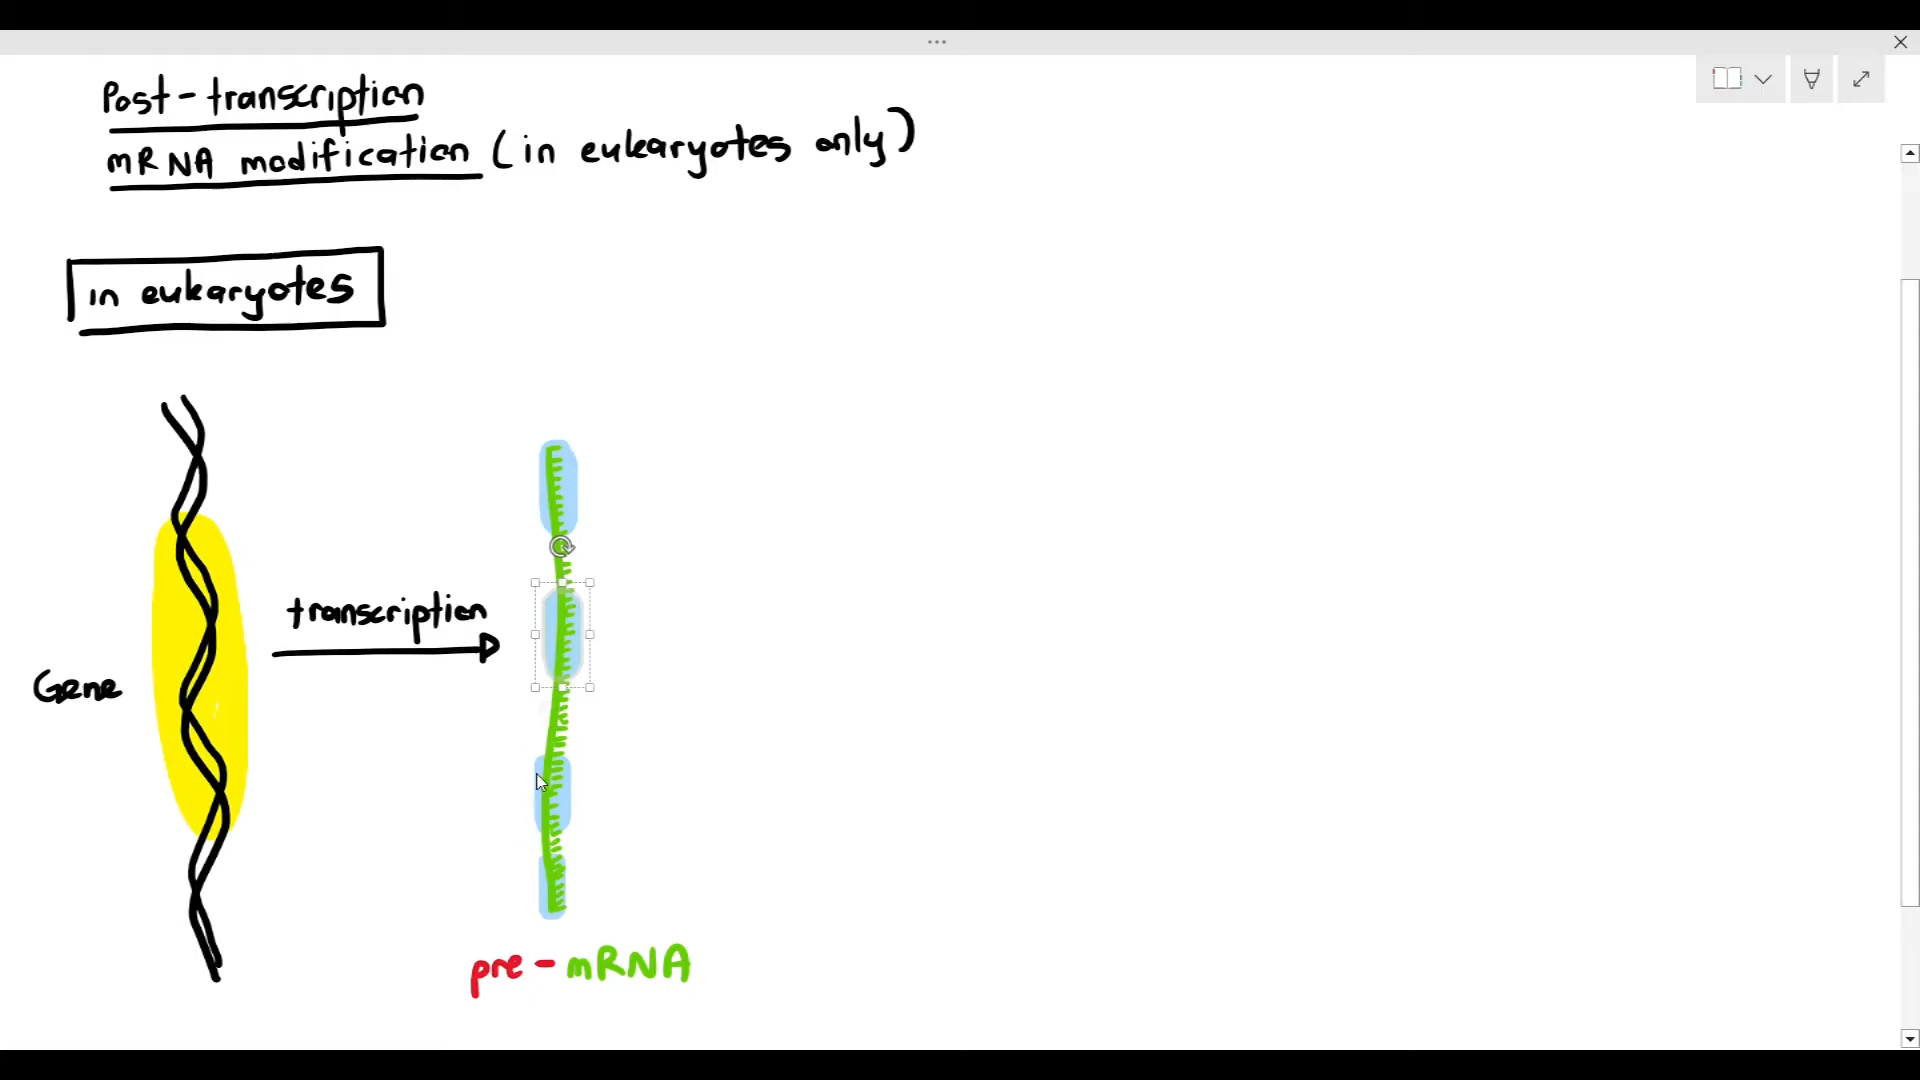 Post-transcription
mRNA modification (in eukaryotes only)
in eukaryotes
transcription
Gene
pre-mRNA